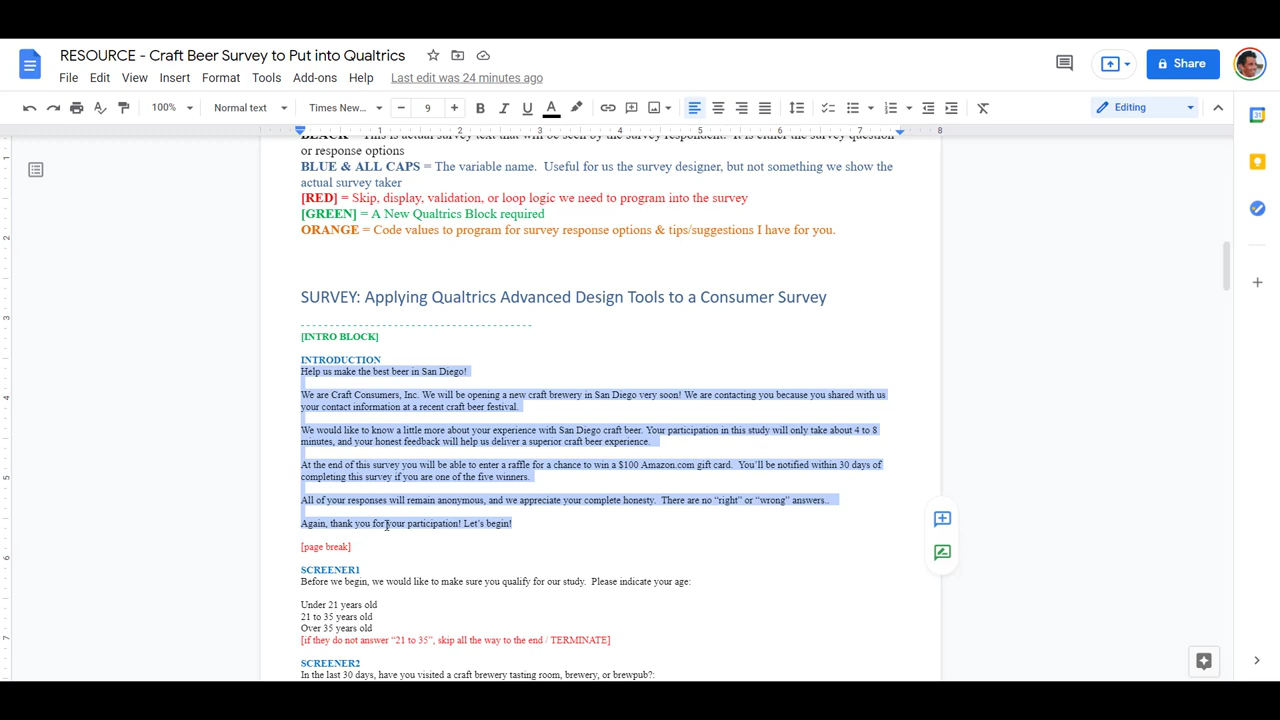 RESOURCE - Craft Beer Survey to Put into Qualtrics
File Edit View Insert Format Tools Add-ons Help Last edit was 24 minutes ago
Share
100% Normal text Times New... 9 Editing
1 2 3 4 5 6 7 8
or response options
BLUE & ALL CAPS = The variable name. Useful for us the survey designer, but not something we show the
actual survey taker
[RED] = Skip, display, validation, or loop logic we need to program into the survey
[GREEN] = A New Qualtrics Block required
ORANGE = Code values to program for survey response options & tips/suggestions I have for you.
SURVEY: Applying Qualtrics Advanced Design Tools to a Consumer Survey
- - - - - - - - - - - - - - - - - - - - - - - - - - - - - - - - - - - -
[INTRO BLOCK]
INTRODUCTION
Help us make the best beer in San Diego!
We are Craft Consumers, Inc. We will be opening a new craft brewery in San Diego very soon! We are contacting you because you shared with us
your contact information at a recent craft beer festival.
We would like to know a little more about your experience with San Diego craft beer. Your participation in this study will only take about 4 to 8
minutes, and your honest feedback will help us deliver a superior craft beer experience.
At the end of this survey you will be able to enter a raffle for a chance to win a $100 Amazon.com gift card. You’ll be notified within 30 days of
completing this survey if you are one of the five winners.
All of your responses will remain anonymous, and we appreciate your complete honesty. There are no “right” or “wrong” answers..
Again, thank you for your participation! Let’s begin!
[page break]
SCREENER1
Before we begin, we would like to make sure you qualify for our study. Please indicate your age:
Under 21 years old
21 to 35 years old
Over 35 years old
[if they do not answer “21 to 35”, skip all the way to the end / TERMINATE]
SCREENER2
In the last 30 days, have you visited a craft brewery tasting room, brewery, or brewpub?: